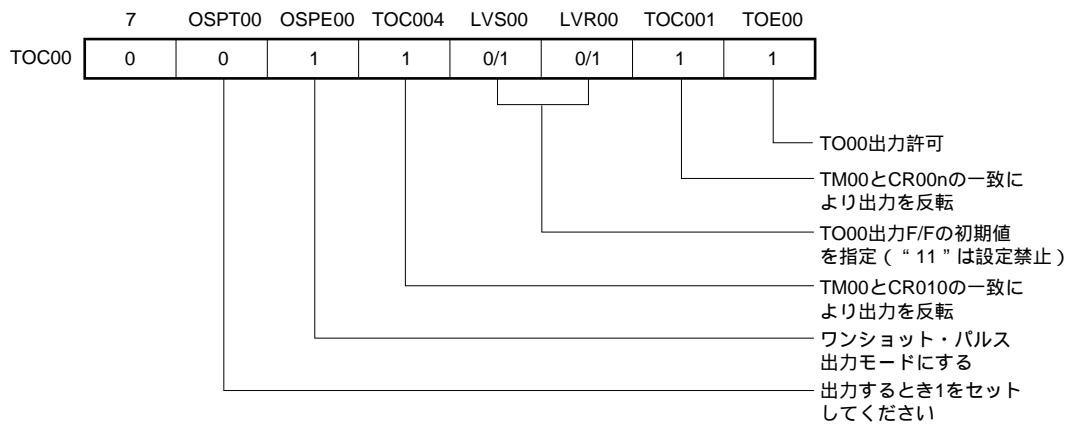 7 OSPT00 OSPE00 TOC004 LVS00 LVR00 TOC001 TOE00
TOC00 0 0 1 1 0/1 0/1 1 1
TO00出力許可
TM00とCR00nの一致に
より出力を反転
TO00出力F/Fの初期値
を指定（“11”は設定禁止）
TM00とCR010の一致に
より出力を反転
ワンショット・パルス
出力モードにする
出力するとき1をセット
してください